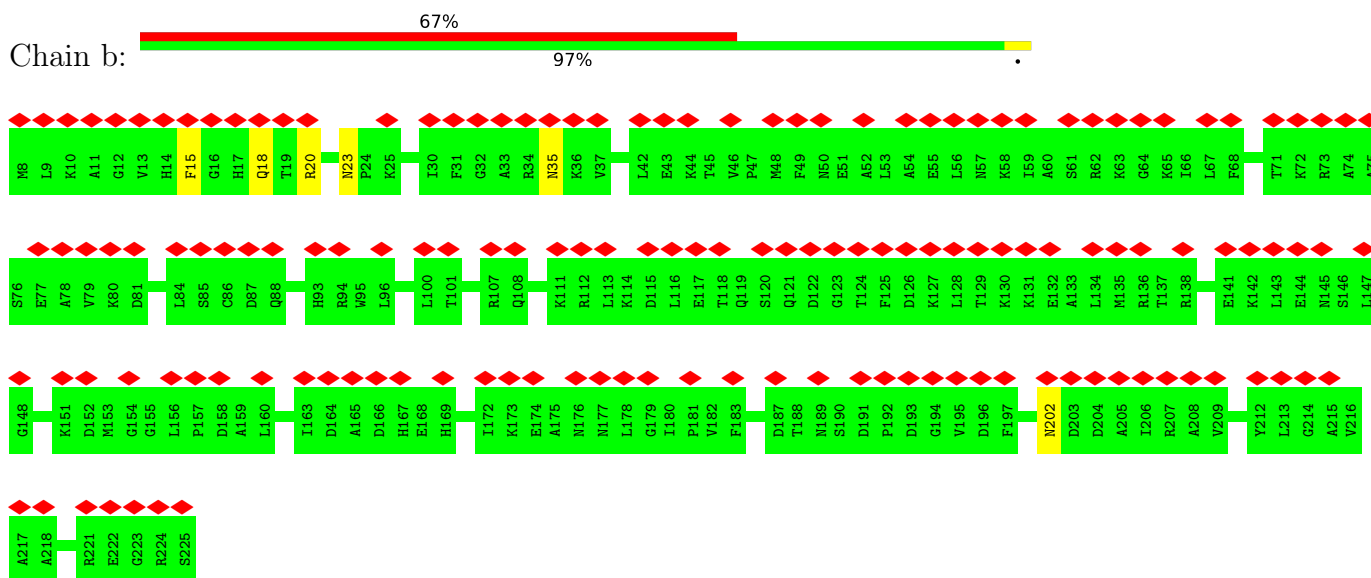 67%
Chain b:
97%
.
M8 L9 K10 A11 G12 V13 H14 F15 G16 H17 Q18 T19 R20 N23 P24 K25 I30 F31 G32 A33 R34 N35 K36 V37 L42 E43 K44 T45 V46 P47 M48 F49 N50 E51 A52 L53 A54 E55 L56 N57 K58 I59 A60 S61 R62 K63 G64 K65 I66 L67 F68 T71 K72 R73 A74 A75
S76 E77 A78 V79 K80 D81 L84 S85 C86 D87 Q88 H93 R94 W95 L96 L100 T101 R107 Q108 K111 R112 L113 K114 D115 L116 E117 T118 Q119 S120 Q121 D122 G123 T124 F125 D126 K127 L128 T129 K130 K131 E132 A133 L134 M135 R136 T137 R138 E141 K142 L143 E144 N145 S146 L147
G148 K151 D152 M153 G154 G155 L156 P157 D158 A159 L160 I163 D164 A165 D166 H167 E168 H169 I172 K173 E174 A175 N176 N177 L178 G179 I180 P181 V182 F183 D187 T188 N189 S190 D191 P192 D193 G194 V195 D196 F197 N202 D203 D204 A205 I206 R207 A208 V209 Y212 L213 G214 A215 V216
A217 A218 R221 E222 G223 R224 S225